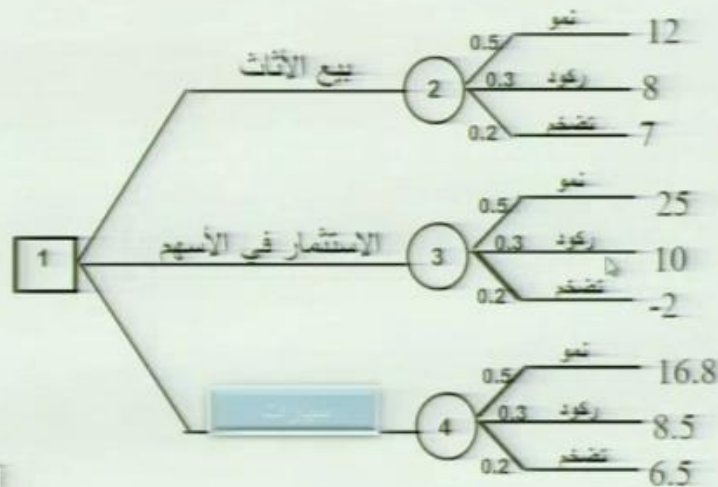 نمو 12
0.5
بيع الأثاث
2
0.3 ركود 8
0.2 تضخم 7
نمو 25
0.5
1
الاستثمار في الأسهم
3
0.3 ركود 10
0.2 تضخم -2
نمو 16.8
0.5
4
0.3 ركود 8.5
0.2 تضخم 6.5